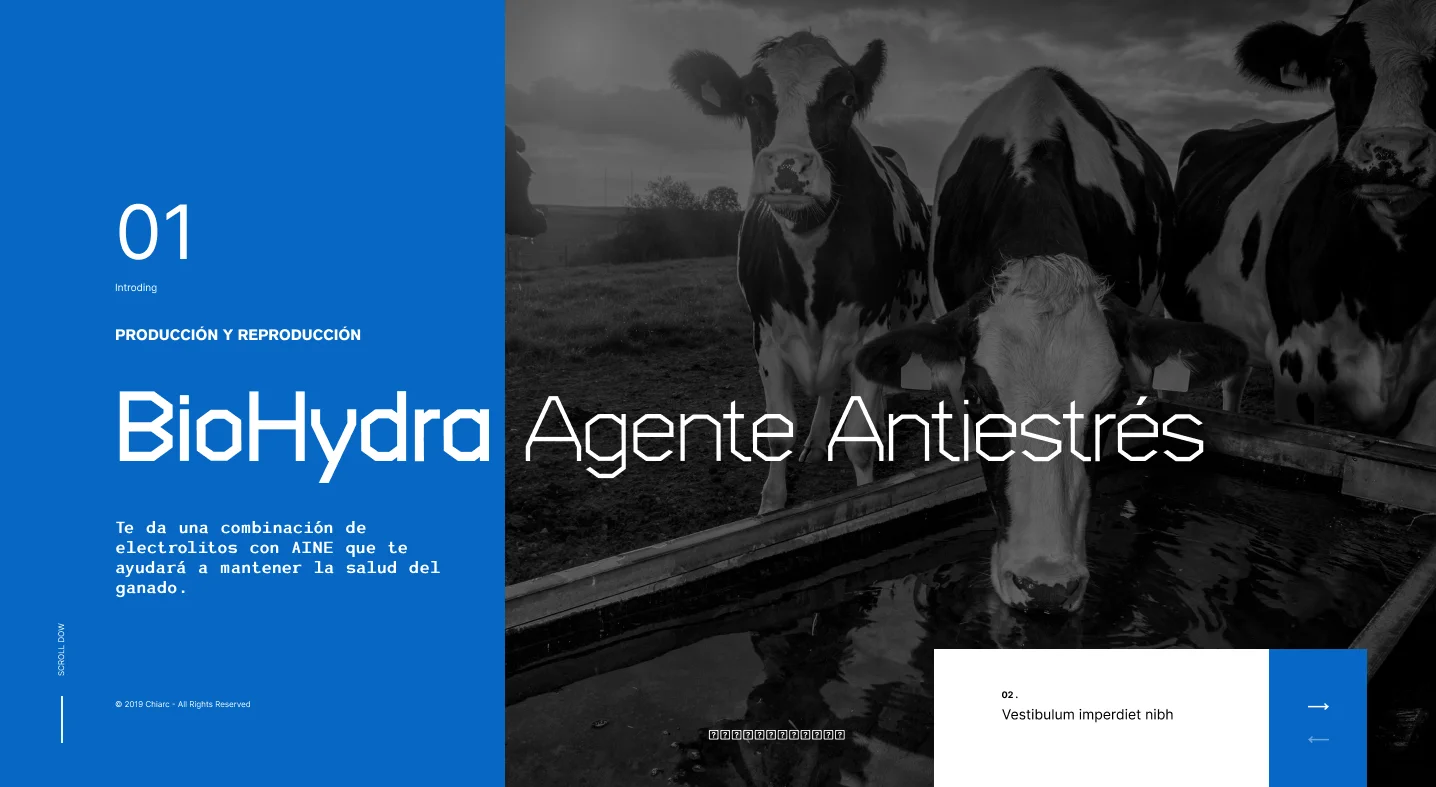 01
Introding
PRODUCCIÓN Y REPRODUCCIÓN
BioHydra Agente Antiestrés
Te da una combinación de
electrolitos con AINE que te
ayudará a mantener la salud del
ganado.
SCROLL DOW
© 2019 Chiarc - All Rights Reserved
02.
Vestibulum imperdiet nibh